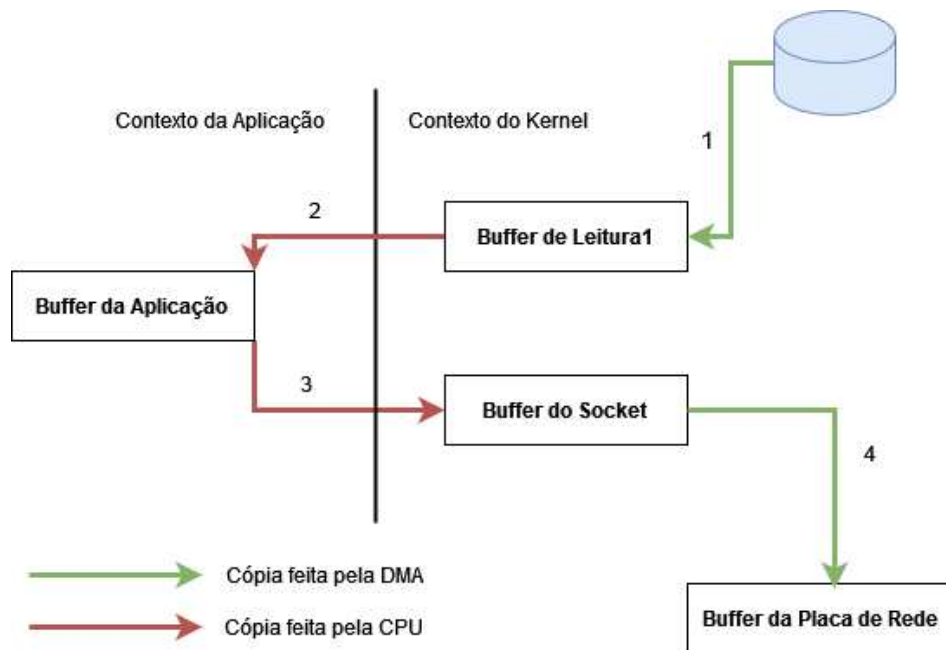 Contexto da Aplicação
Contexto do Kernel
1
2
Buffer de Leitura1
Buffer da Aplicação
3
Buffer do Socket
4
Cópia feita pela DMA
Buffer da Placa de Rede
Cópia feita pela CPU